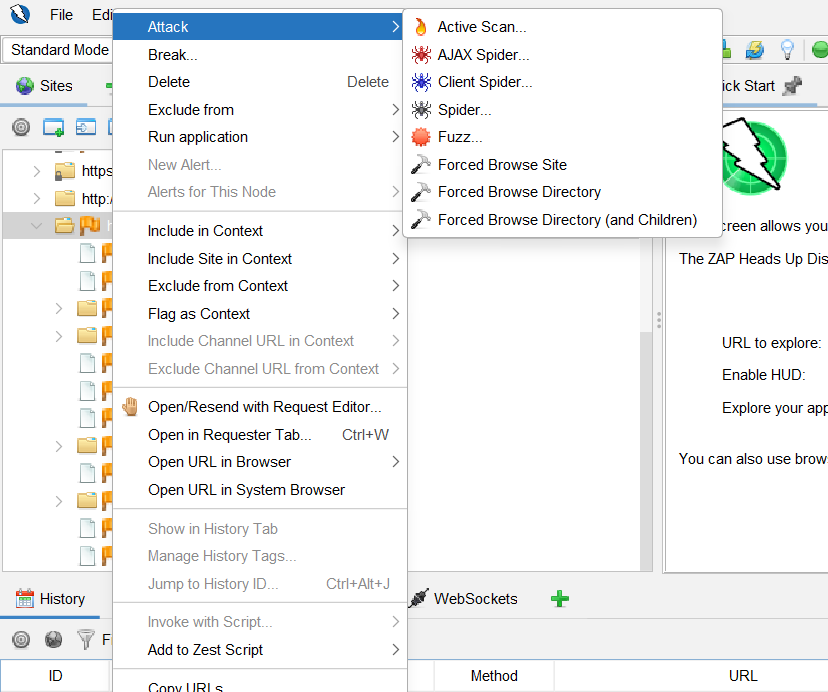 File Edi
Standard Mode
Sites
https
http:/
Attack
Break...
Delete Delete
Exclude from
Run application
New Alert...
Alerts for This Node
Include in Context
Include Site in Context
Exclude from Context
Flag as Context
Include Channel URL in Context
Exclude Channel URL from Context
Open/Resend with Request Editor...
Open in Requester Tab... Ctrl+W
Open URL in Browser
Open URL in System Browser
Show in History Tab
Manage History Tags...
Jump to History ID... Ctrl+Alt+J
Invoke with Script...
Add to Zest Script
Copy URLs
Active Scan...
AJAX Spider...
Client Spider...
Spider...
Fuzz...
Forced Browse Site
Forced Browse Directory
Forced Browse Directory (and Children)
ick Start
creen allows you
The ZAP Heads Up Dis
URL to explore:
Enable HUD:
Explore your app
You can also use brow
History
WebSockets
ID Method URL